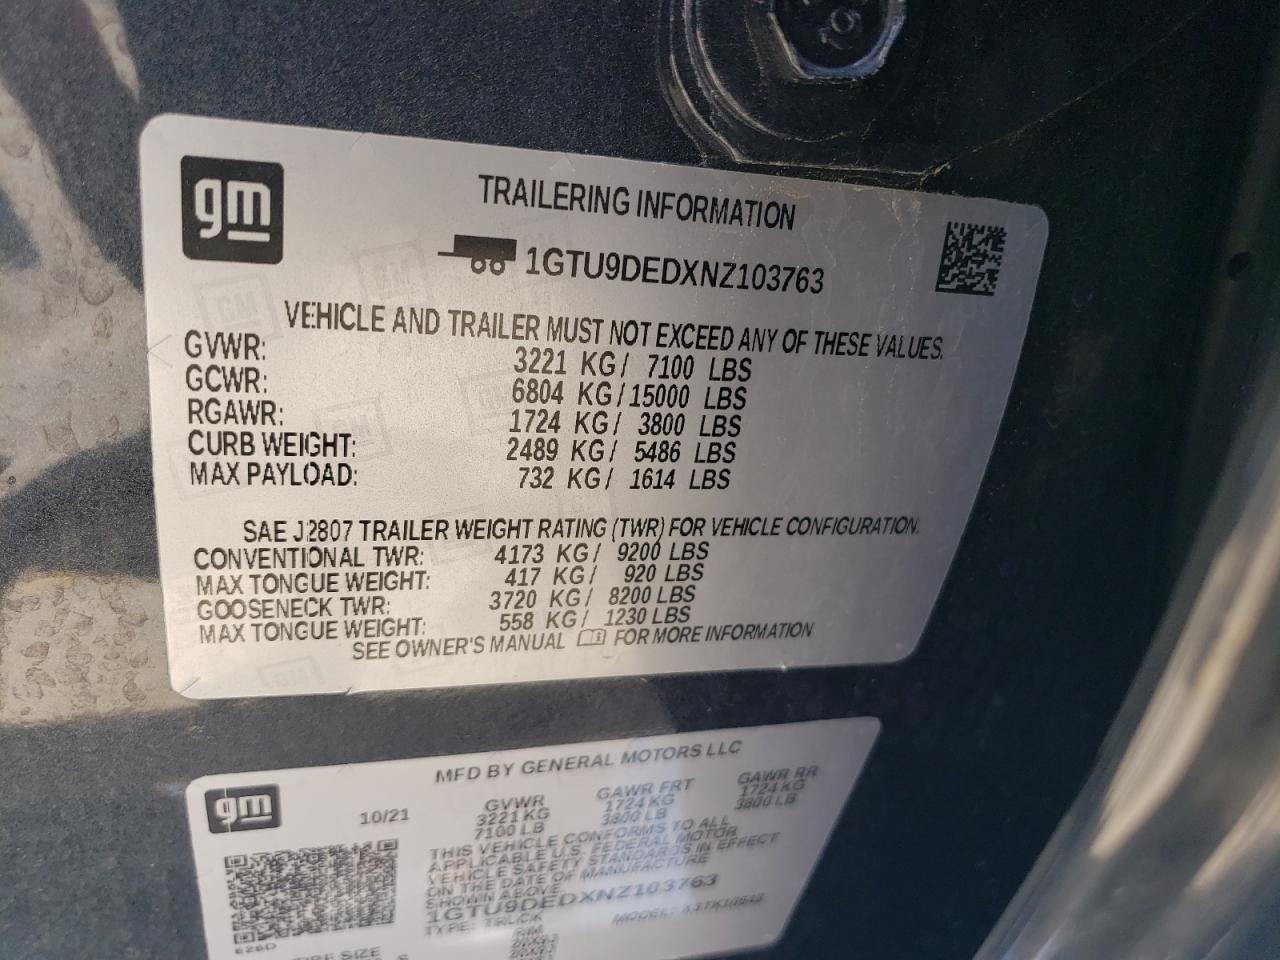 gm
TRAILERING INFORMATION
1GTU9DEDXNZ103763
VEHICLE AND TRAILER MUST NOT EXCEED ANY OF THESE VALUES.
GVWR: 3221 KG/ 7100 LBS
GCWR: 6804 KG/15000 LBS
RGAWR: 1724 KG/ 3800 LBS
CURB WEIGHT: 2489 KG/ 5486 LBS
MAX PAYLOAD: 732 KG/ 1614 LBS
SAE J2807 TRAILER WEIGHT RATING (TWR) FOR VEHICLE CONFIGURATION.
CONVENTIONAL TWR: 4173 KG/ 9200 LBS
MAX TONGUE WEIGHT: 417 KG/ 920 LBS
GOOSENECK TWR: 3720 KG/ 8200 LBS
MAX TONGUE WEIGHT: 558 KG/ 1230 LBS
SEE OWNER'S MANUAL FOR MORE INFORMATION
gm
MFD BY GENERAL MOTORS LLC
10/21 GVWR GAWR FRT GAWR RR
3221 KG 1724 KG 1724 KG
7100 LB 3800 LB 3800 LB
THIS VEHICLE CONFORMS TO ALL
APPLICABLE U.S. FEDERAL MOTOR
VEHICLE SAFETY STANDARDS IN EFFECT
ON THE DATE OF MANUFACTURE
SHOWN ABOVE.
1GTU9DEDXNZ103763
TYPE: TRUCK MODEL:
626D
TIRE SIZE RIM